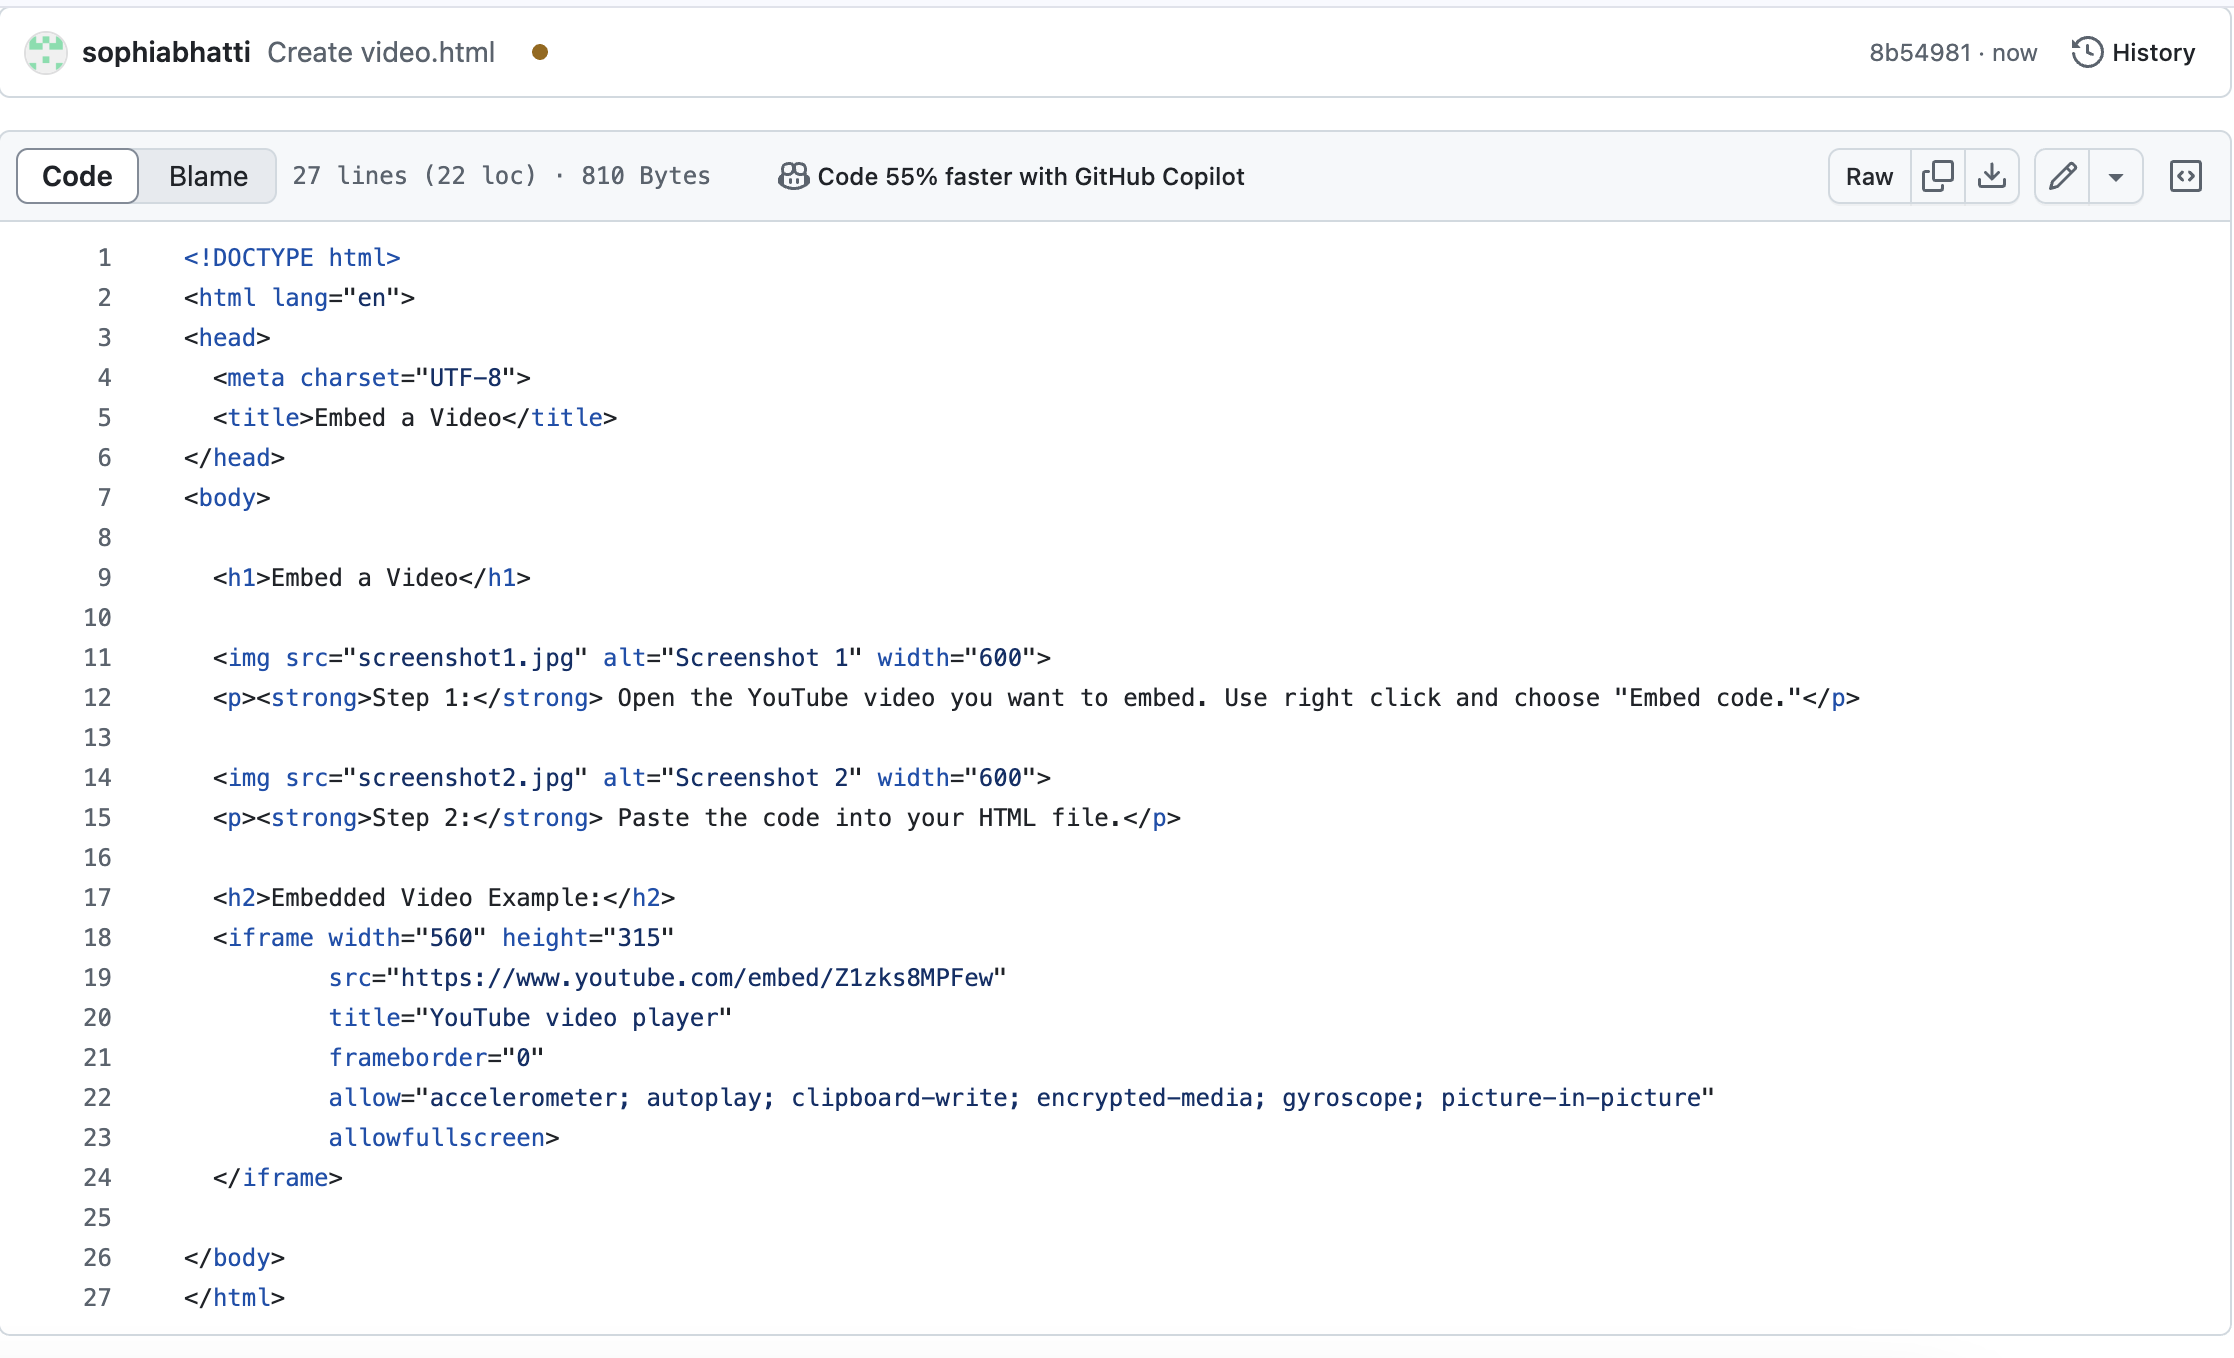 sophiabhatti Create video.html 8b54981 · now History
Code Blame 27 lines (22 loc) · 810 Bytes Code 55% faster with GitHub Copilot Raw
1 <!DOCTYPE html>
2 <html lang="en">
3 <head>
4   <meta charset="UTF-8">
5   <title>Embed a Video</title>
6 </head>
7 <body>
8
9   <h1>Embed a Video</h1>
10
11   <img src="screenshot1.jpg" alt="Screenshot 1" width="600">
12   <p><strong>Step 1:</strong> Open the YouTube video you want to embed. Use right click and choose "Embed code."</p>
13
14   <img src="screenshot2.jpg" alt="Screenshot 2" width="600">
15   <p><strong>Step 2:</strong> Paste the code into your HTML file.</p>
16
17   <h2>Embedded Video Example:</h2>
18   <iframe width="560" height="315"
19           src="https://www.youtube.com/embed/Z1zks8MPFew"
20           title="YouTube video player"
21           frameborder="0"
22           allow="accelerometer; autoplay; clipboard-write; encrypted-media; gyroscope; picture-in-picture"
23           allowfullscreen>
24   </iframe>
25
26 </body>
27 </html>